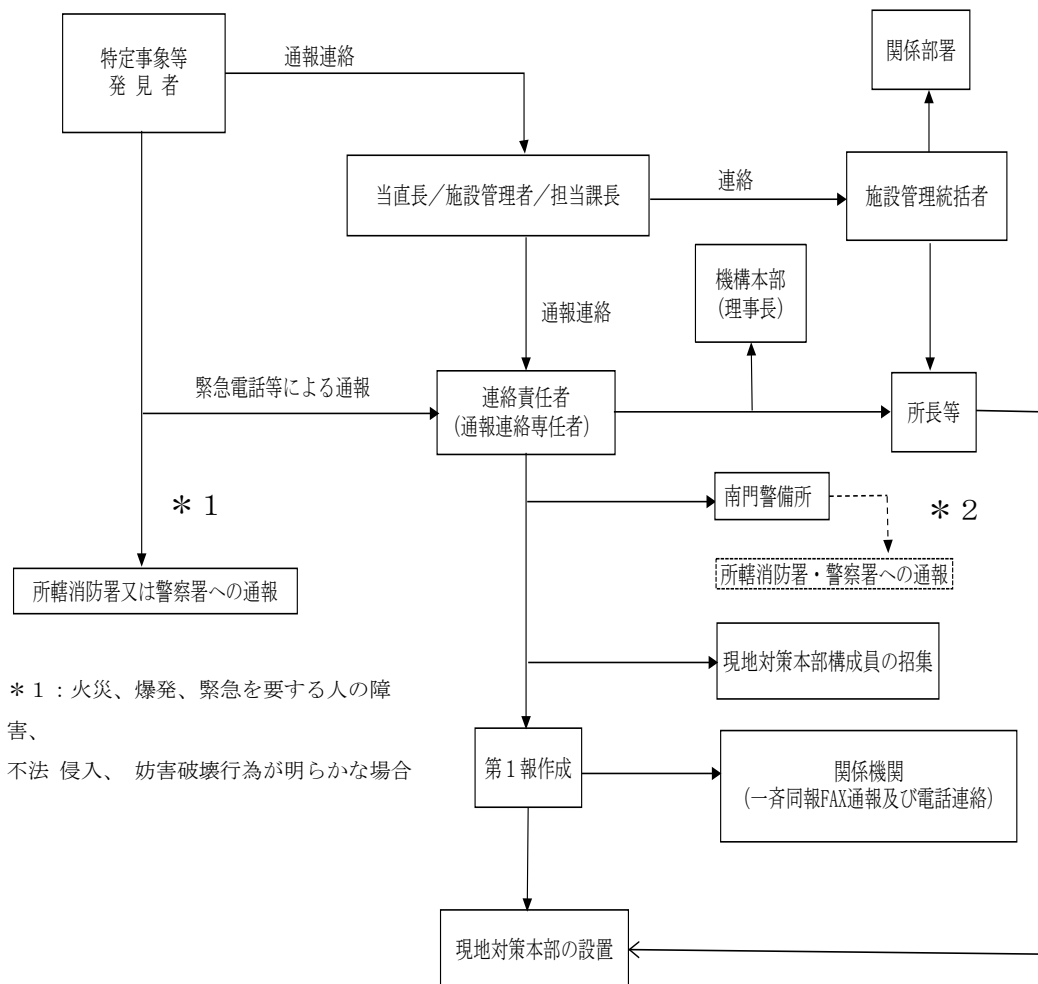 特定事象等
発 見 者
通報連絡
関係部署
当直長／施設管理者／担当課長
連絡
施設管理統括者
機構本部
(理事長)
通報連絡
緊急電話等による通報
連絡責任者
(通報連絡専任者)
所長等
＊１
南門警備所
＊２
所轄消防署・警察署への通報
所轄消防署又は警察署への通報
現地対策本部構成員の招集
＊１：火災、爆発、緊急を要する人の障
害、
不法 侵入、 妨害破壊行為が明らかな場合
第１報作成
関係機関
(一斉同報FAX通報及び電話連絡)
現地対策本部の設置